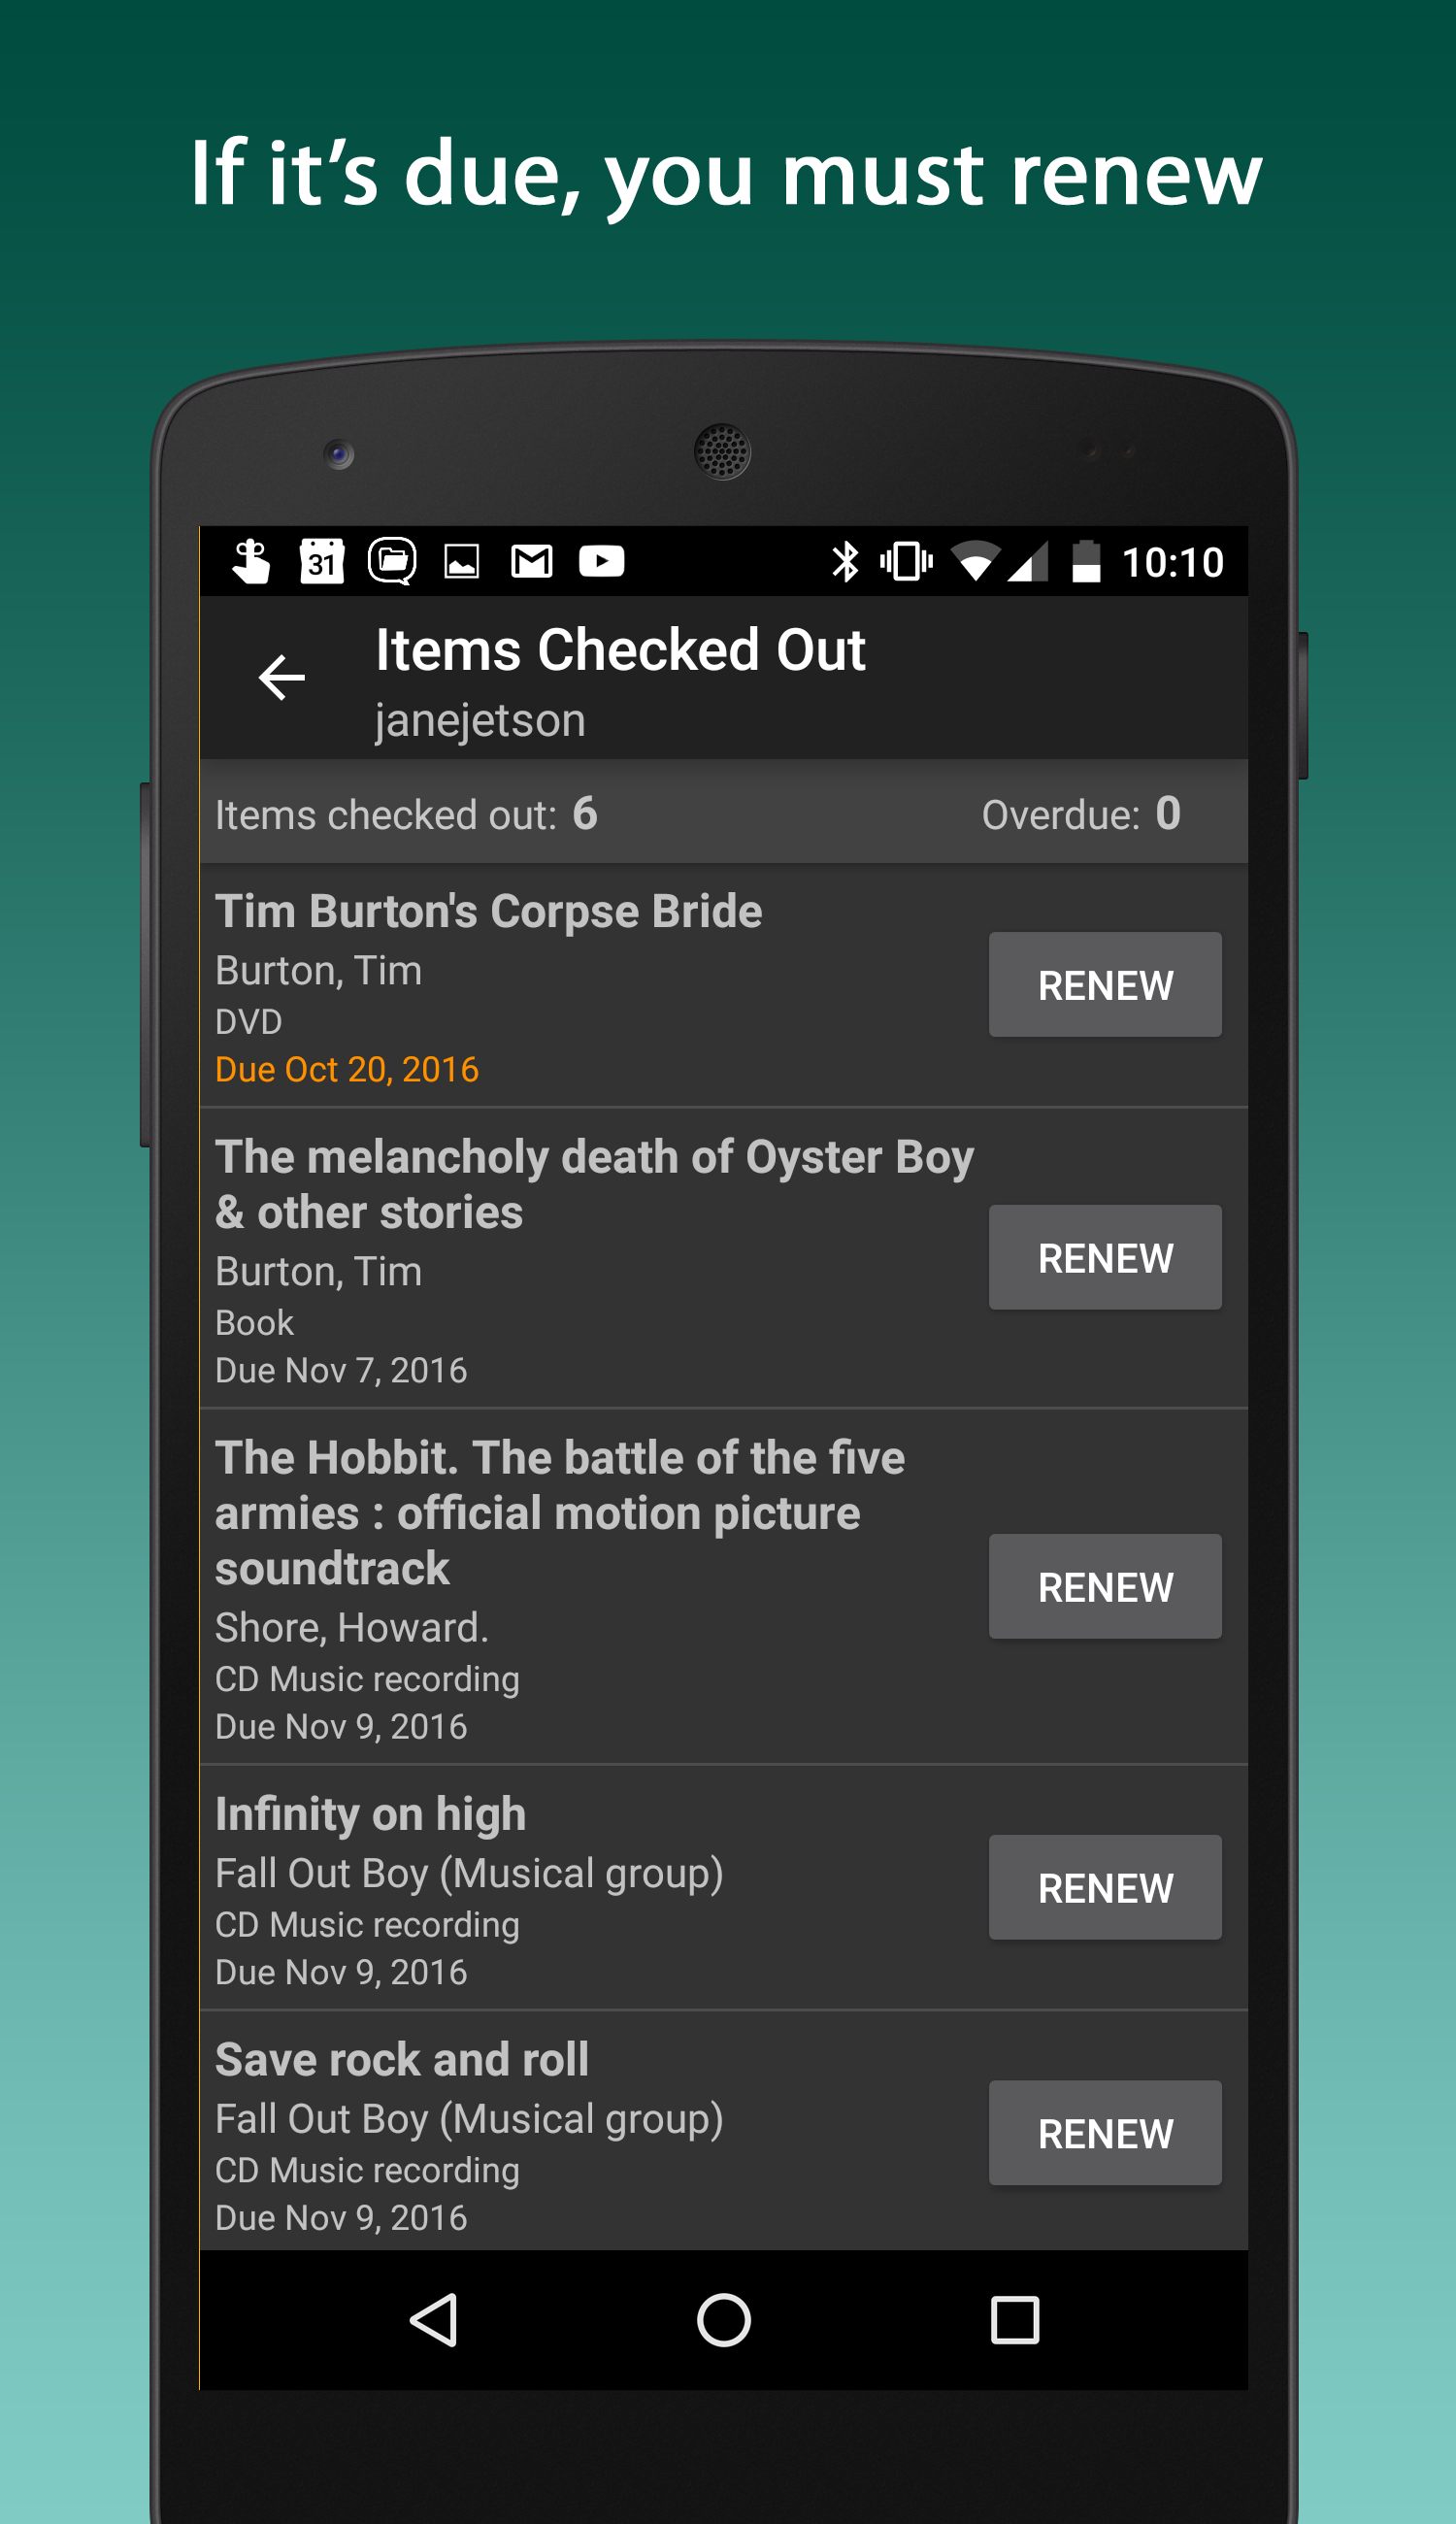 If it’s due, you must renew
31
10:10
Items Checked Out
janejetson
Items checked out: 6
Overdue: 0
Tim Burton's Corpse Bride
Burton, Tim
DVD
Due Oct 20, 2016
RENEW
The melancholy death of Oyster Boy
& other stories
Burton, Tim
Book
Due Nov 7, 2016
RENEW
The Hobbit. The battle of the five
armies : official motion picture
soundtrack
Shore, Howard.
CD Music recording
Due Nov 9, 2016
RENEW
Infinity on high
Fall Out Boy (Musical group)
CD Music recording
Due Nov 9, 2016
RENEW
Save rock and roll
Fall Out Boy (Musical group)
CD Music recording
Due Nov 9, 2016
RENEW